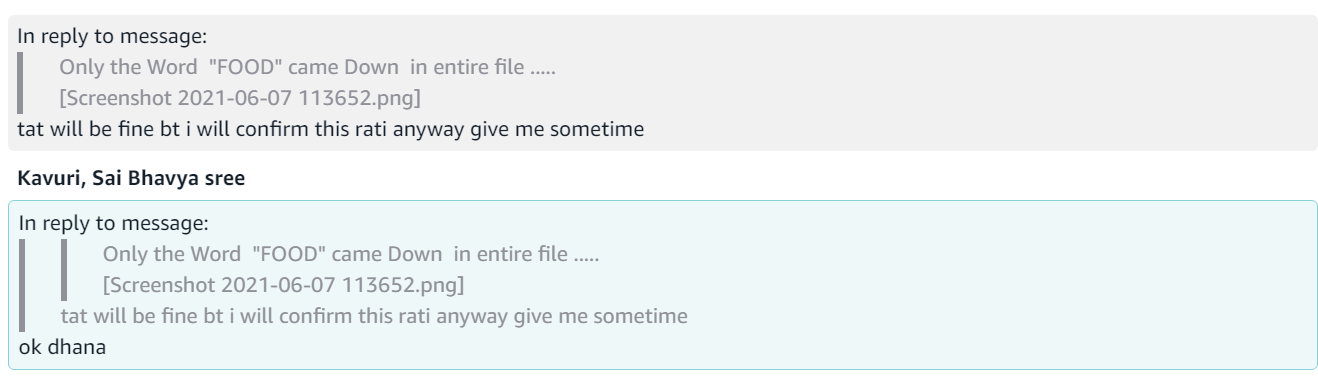 In reply to message:
Only the Word  "FOOD" came Down  in entire file .....
[Screenshot 2021-06-07 113652.png]
tat will be fine bt i will confirm this rati anyway give me sometime
Kavuri, Sai Bhavya sree
In reply to message:
Only the Word  "FOOD" came Down  in entire file .....
[Screenshot 2021-06-07 113652.png]
tat will be fine bt i will confirm this rati anyway give me sometime
ok dhana